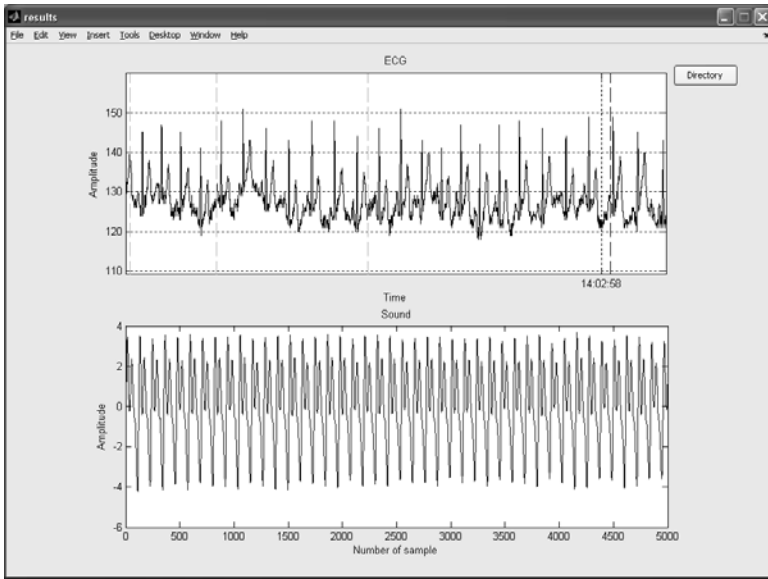 results
File Edit View Insert Tools Desktop Window Help
ECG
Directory
150
140
130
120
110
Amplitude
14:02:58
Time
Sound
4
2
0
-2
-4
-6
Amplitude
0 500 1000 1500 2000 2500 3000 3500 4000 4500 5000
Number of sample